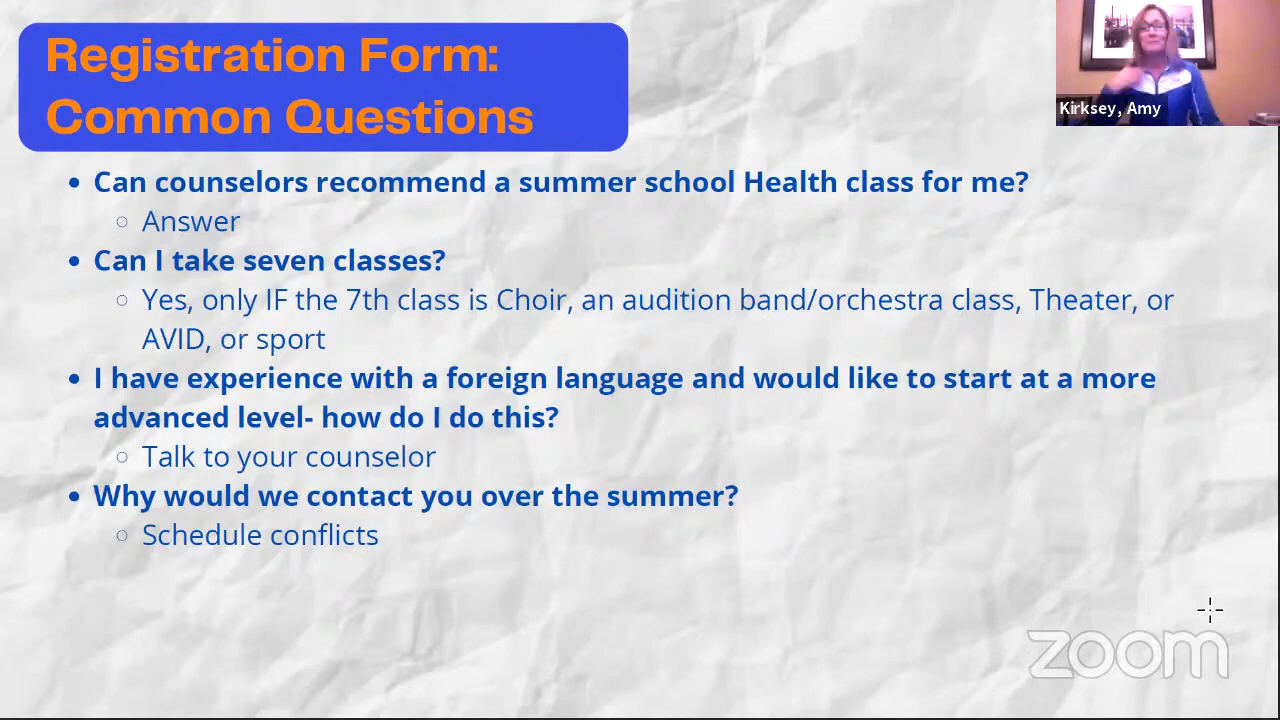 Registration Form:
Common Questions
Kirksey, Amy
• Can counselors recommend a summer school Health class for me?
○ Answer
• Can I take seven classes?
○ Yes, only IF the 7th class is Choir, an audition band/orchestra class, Theater, or
AVID, or sport
• I have experience with a foreign language and would like to start at a more
advanced level- how do I do this?
○ Talk to your counselor
• Why would we contact you over the summer?
○ Schedule conflicts
zoom